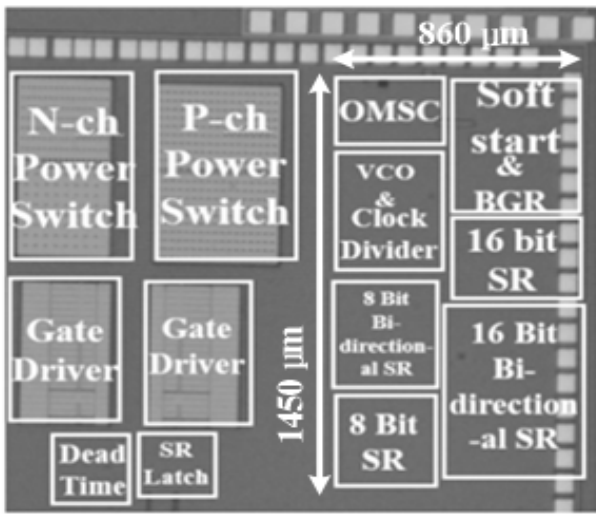 860 μm
N-ch
Power
Switch
P-ch
Power
Switch
OMSC
Soft
start
&
BGR
VCO
&
Clock
Divider
16 bit
SR
1450 μm
Gate
Driver
Gate
Driver
8 Bit
Bi-
direction-
al SR
16 Bit
Bi-
direction
-al SR
8 Bit
SR
Dead
Time
SR
Latch